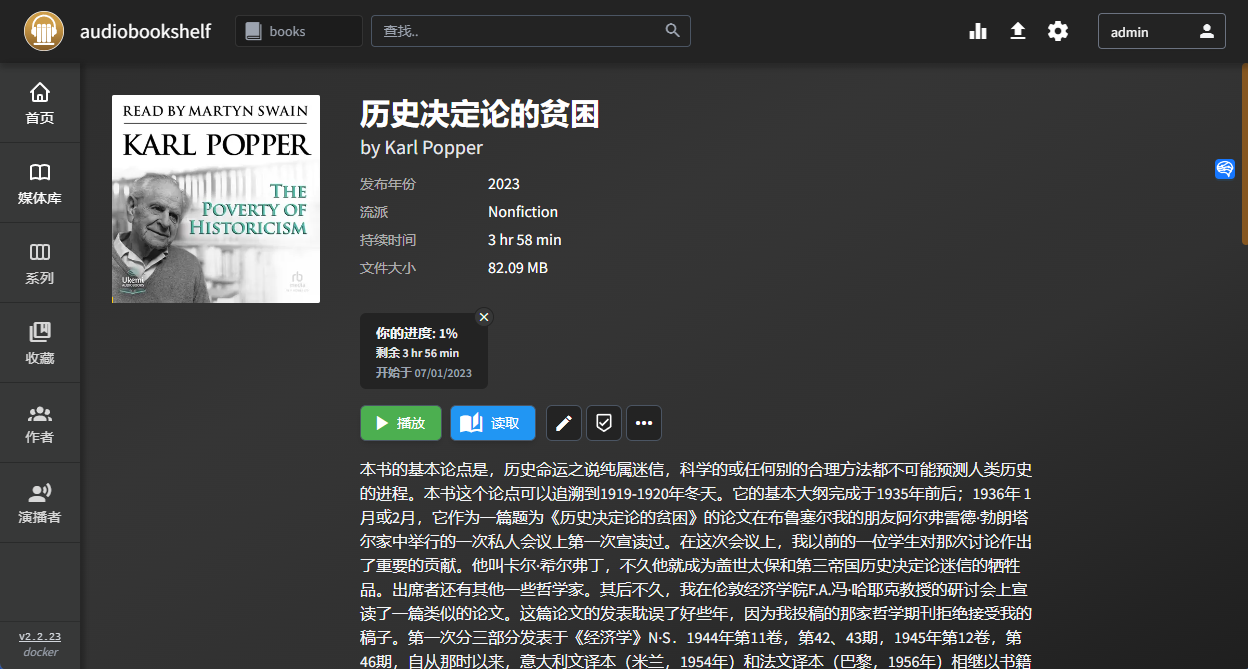 audiobookshelf
books
查找..
admin
首页
媒体库
系列
收藏
作者
演播者
v2.2.23
docker
READ BY MARTYN SWAIN
KARL POPPER
THE
POVERTY OF
HISTORICISM
Ukemi
AUDIOBOOKS
rb
media
历史决定论的贫困
by Karl Popper
发布年份 2023
流派 Nonfiction
持续时间 3 hr 58 min
文件大小 82.09 MB
你的进度: 1%
剩余 3 hr 56 min
开始于 07/01/2023
播放
读取
本书的基本论点是，历史命运之说纯属迷信，科学的或任何别的合理方法都不可能预测人类历史
的进程。本书这个论点可以追溯到1919-1920年冬天。它的基本大纲完成于1935年前后；1936年 1
月或2月，它作为一篇题为《历史决定论的贫困》的论文在布鲁塞尔我的朋友阿尔弗雷德·勃朗塔
尔家中举行的一次私人会议上第一次宣读过。在这次会议上，我以前的一位学生对那次讨论作出
了重要的贡献。他叫卡尔·希尔弗丁，不久他就成为盖世太保和第三帝国历史决定论迷信的牺牲
品。出席者还有其他一些哲学家。其后不久，我在伦敦经济学院F.A.冯·哈耶克教授的研讨会上宣
读了一篇类似的论文。这篇论文的发表耽误了好些年，因为我投稿的那家哲学期刊拒绝接受我的
稿子。第一次分三部分发表于《经济学》N·S．1944年第11卷，第42、43期，1945年第12卷，第
46期，自从那时以来，意大利文译本（米兰，1954年）和法文译本（巴黎，1956年）相继以书籍